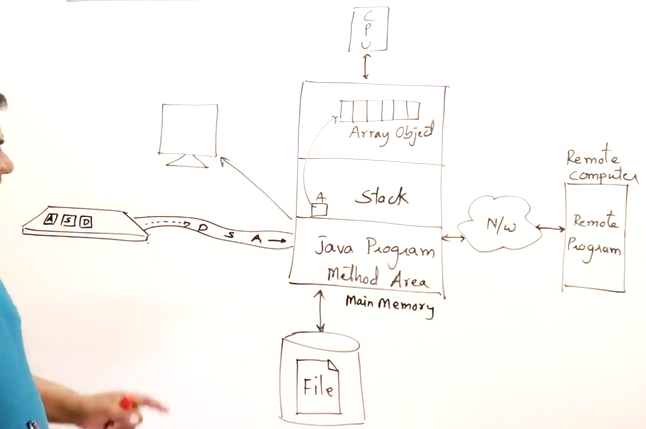 C
P
U
Array Object
A
Stack
Java Program
Method Area
Main Memory
A S D
D S A
N/W
Remote
Computer
Remote
Program
File